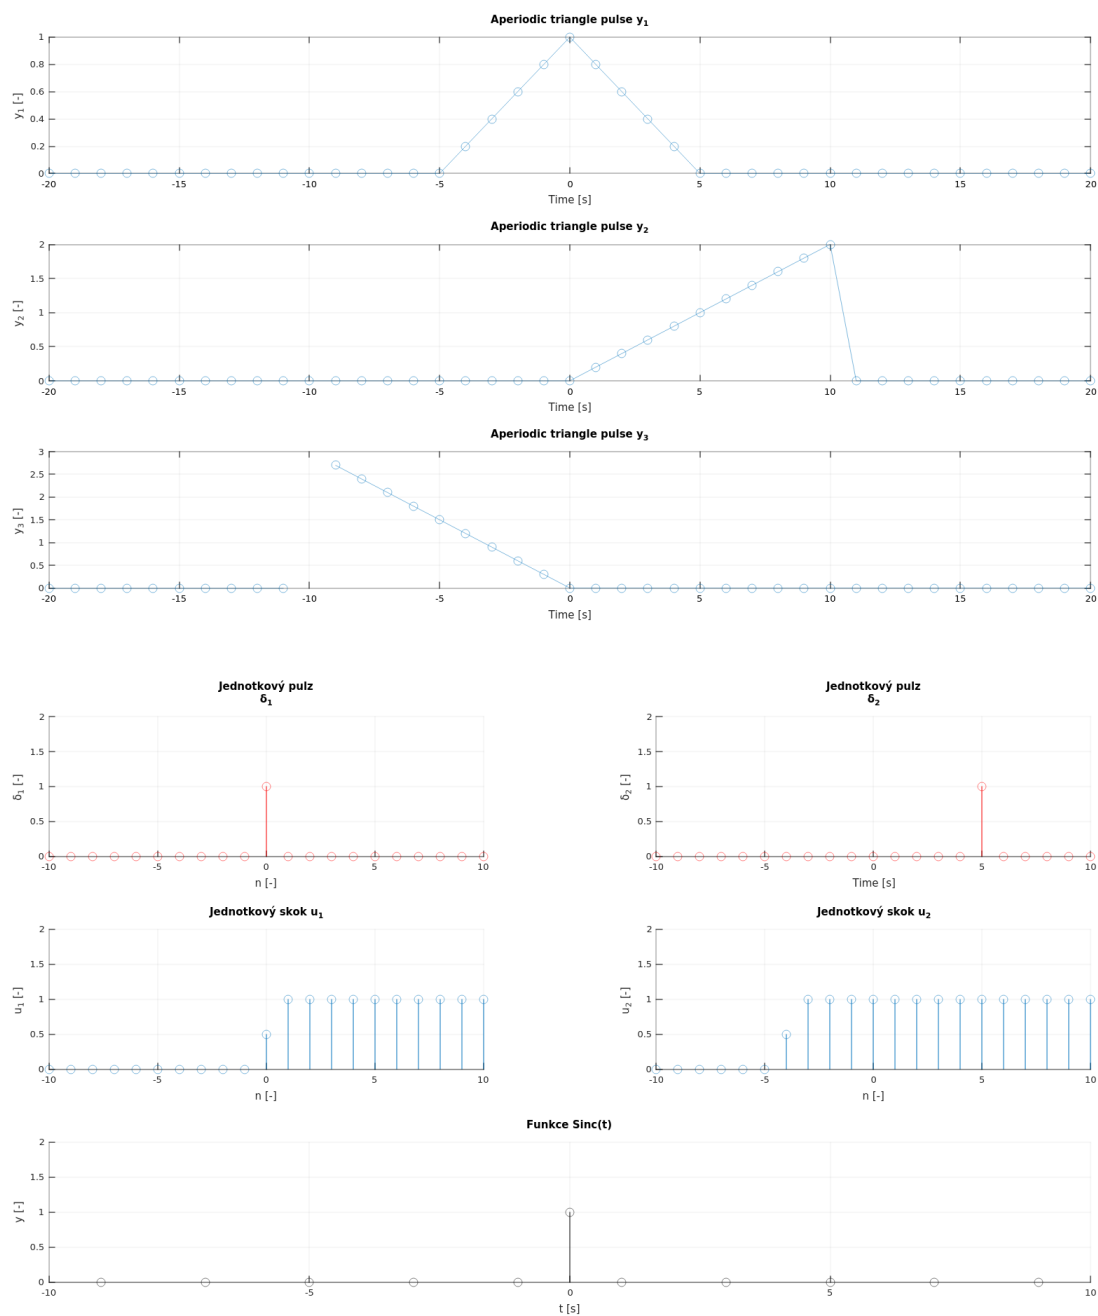 Aperiodic triangle pulse y1
1
0.8
0.6
0.4
0.2
0
y1 [-]
-20 -15 -10 -5 0 5 10 15 20
Time [s]
Aperiodic triangle pulse y2
2
1.5
1
0.5
0
y2 [-]
-20 -15 -10 -5 0 5 10 15 20
Time [s]
Aperiodic triangle pulse y3
3
2.5
2
1.5
1
0.5
0
y3 [-]
-20 -15 -10 -5 0 5 10 15 20
Time [s]
Jednotkový pulz
δ1
2
1.5
1
0.5
0
δ1 [-]
-10 -5 0 5 10
n [-]
Jednotkový pulz
δ2
2
1.5
1
0.5
0
δ2 [-]
-10 -5 0 5 10
Time [s]
Jednotkový skok u1
2
1.5
1
0.5
0
u1 [-]
-10 -5 0 5 10
n [-]
Jednotkový skok u2
2
1.5
1
0.5
0
u2 [-]
-10 -5 0 5 10
n [-]
Funkce Sinc(t)
2
1.5
1
0.5
0
y [-]
-10 -5 0 5 10
t [s]